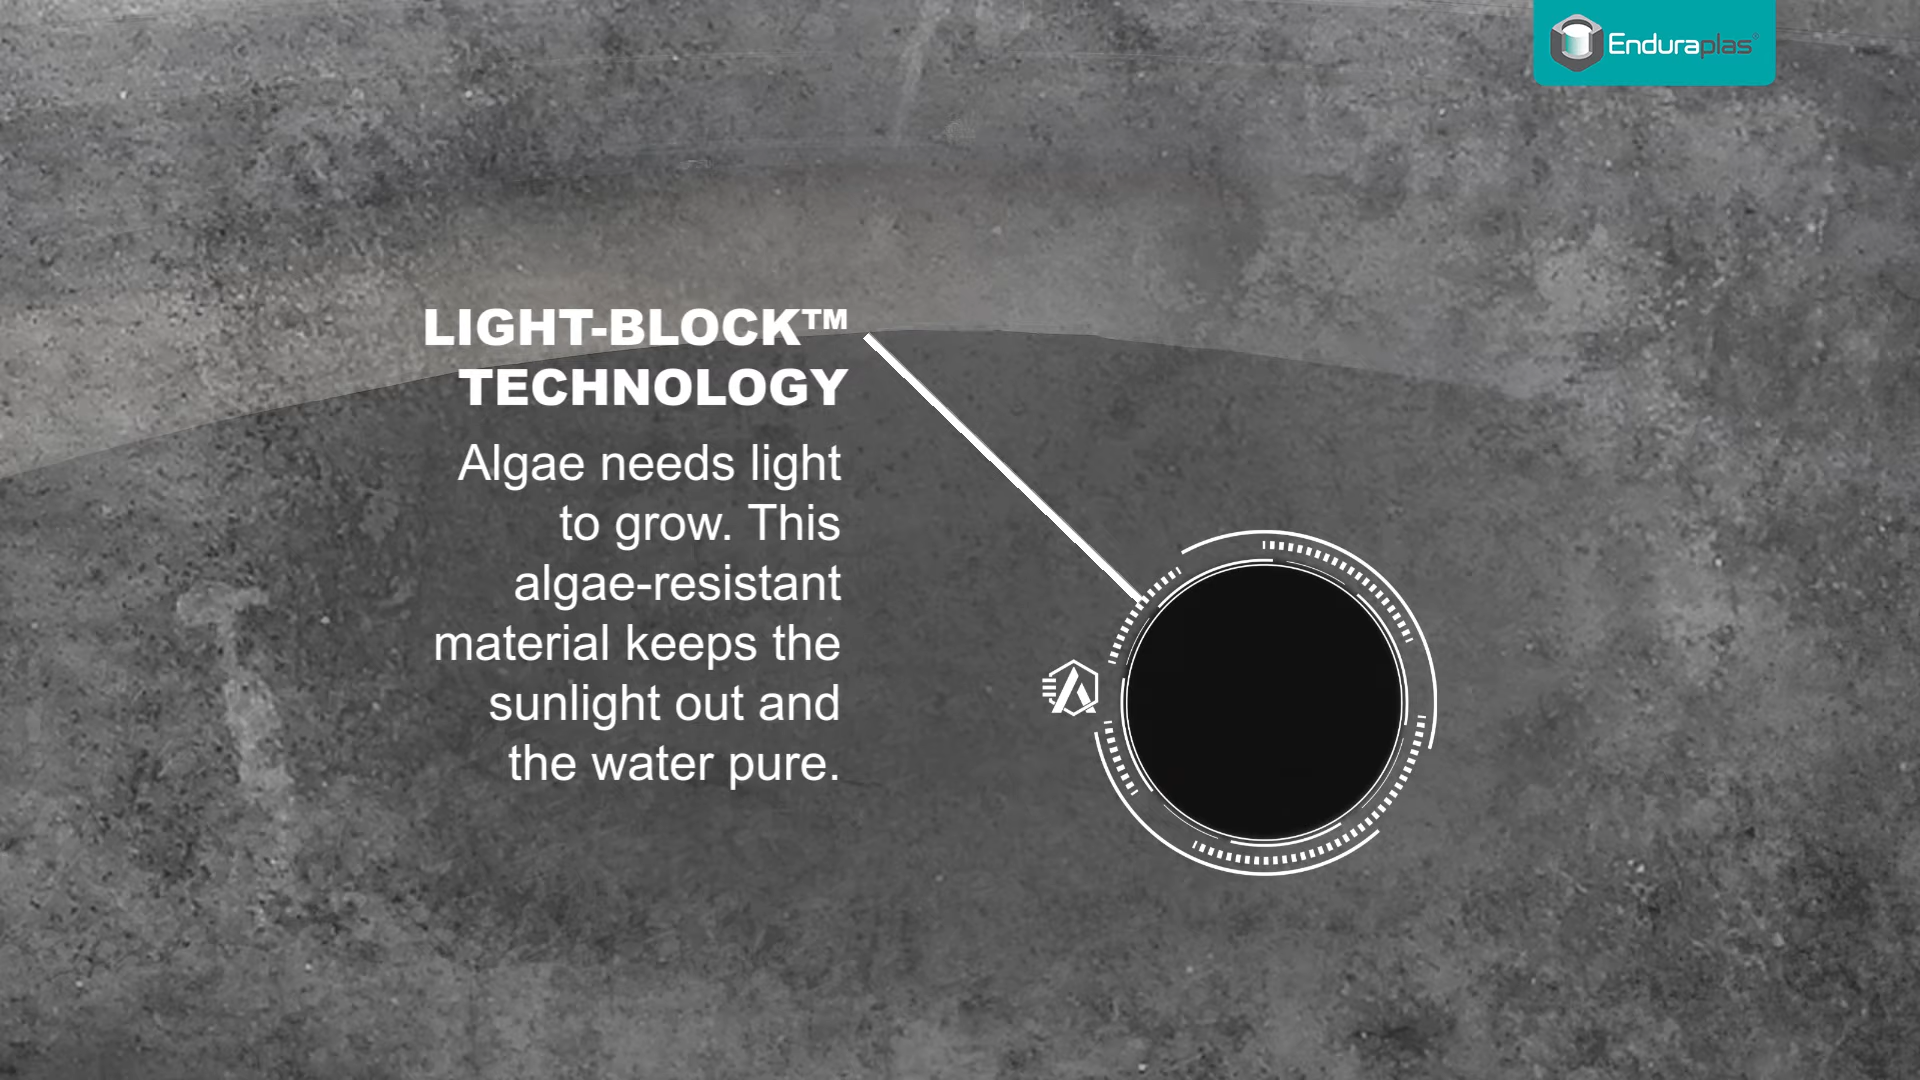 Enduraplas®
LIGHT-BLOCK™
TECHNOLOGY
Algae needs light
to grow. This
algae-resistant
material keeps the
sunlight out and
the water pure.